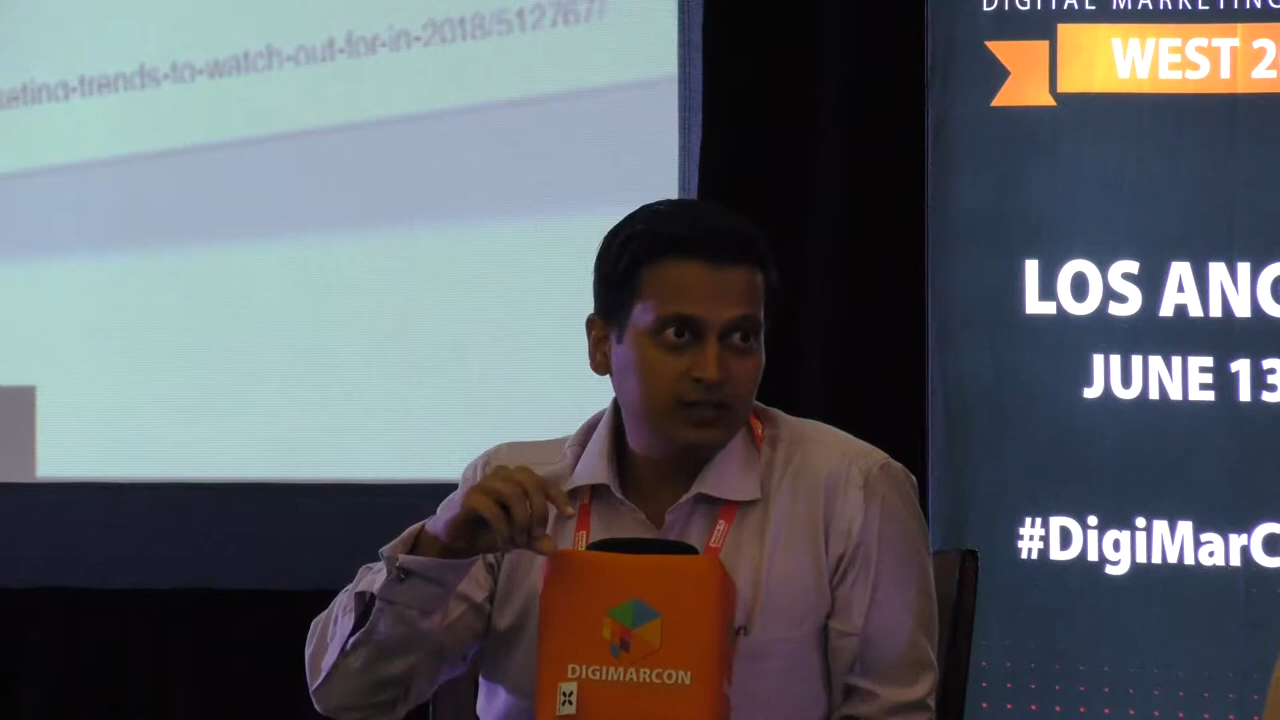 eting-trends-to-watch-out-for-in-2018/512767/
DIGITAL MARKETING
WEST 2
LOS ANG
JUNE 13
#DigiMarC
DIGIMARCON